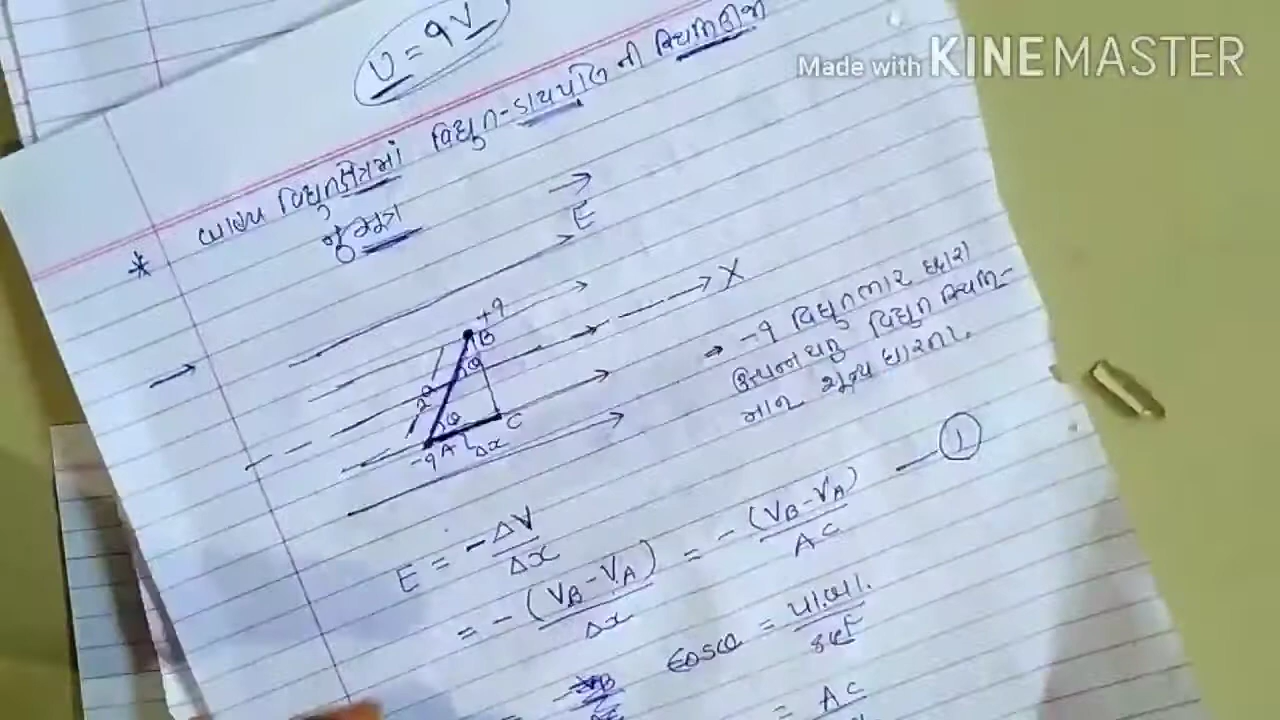 Made with KINEMASTER
U = qV
* બાહ્ય વિદ્યુતક્ષેત્રમાં વિદ્યુત-ડાયપોલ ની સ્થિતિઊર્જા
નું સૂત્ર
→
E
X
+q
B
θ
2a
θ
-q A Δx C
→ -q વિદ્યુતભાર દ્વારા
ઉત્પન્ન થતુ વિદ્યુત સ્થિતિ-
માન શૂન્ય ધારતા.
E = -ΔV/Δx
= -(VB-VA)/Δx = -(VB-VA)/AC — ①
cosθ = પા.બા./કર્ણ
= AC